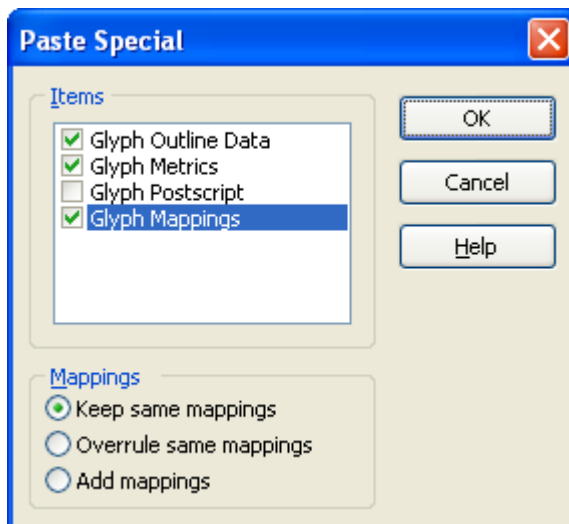 Paste Special
Items
Glyph Outline Data
Glyph Metrics
Glyph Postscript
Glyph Mappings
OK
Cancel
Help
Mappings
Keep same mappings
Overrule same mappings
Add mappings